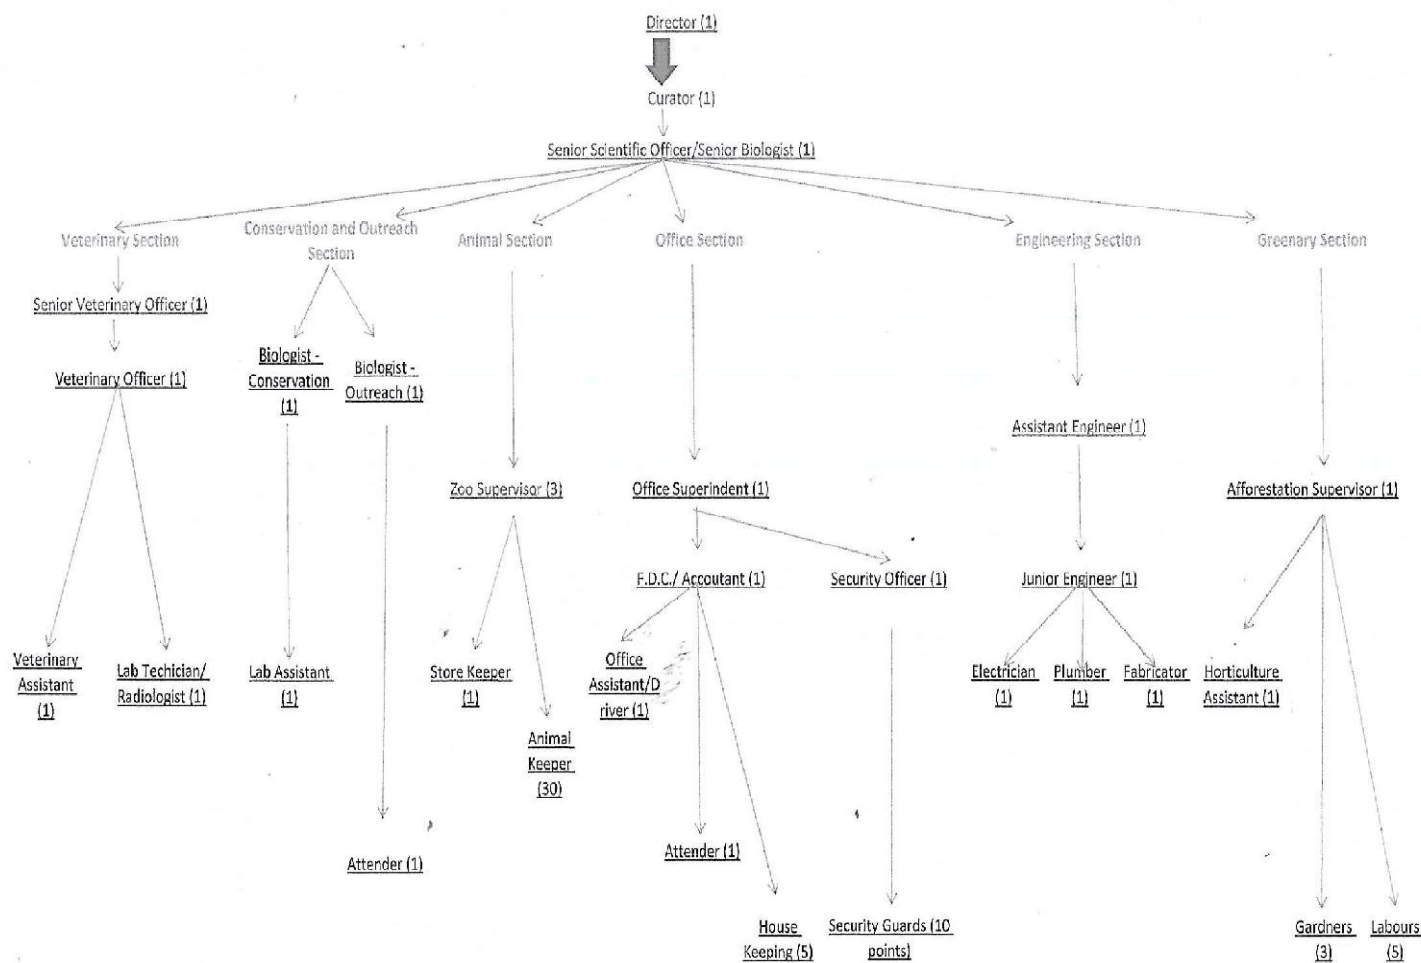 Director (1)
Curator (1)
Senior Scientific Officer/Senior Biologist (1)
Veterinary Section
Conservation and Outreach
Section
Animal Section
Office Section
Engineering Section
Greenary Section
Senior Veterinary Officer (1)
Veterinary Officer (1)
Biologist -
Conservation
(1)
Biologist -
Outreach (1)
Assistant Engineer (1)
Zoo Supervisor (3)
Office Superindent (1)
Afforestation Supervisor (1)
F.D.C./ Accoutant (1)
Security Officer (1)
Junior Engineer (1)
Veterinary
Assistant
(1)
Lab Techician/
Radiologist (1)
Lab Assistant
(1)
Store Keeper
(1)
Animal
Keeper
(30)
Office
Assistant/D
river (1)
Electrician
(1)
Plumber
(1)
Fabricator
(1)
Horticulture
Assistant (1)
Attender (1)
Attender (1)
House
Keeping (5)
Security Guards (10
points)
Gardners
(3)
Labours
(5)